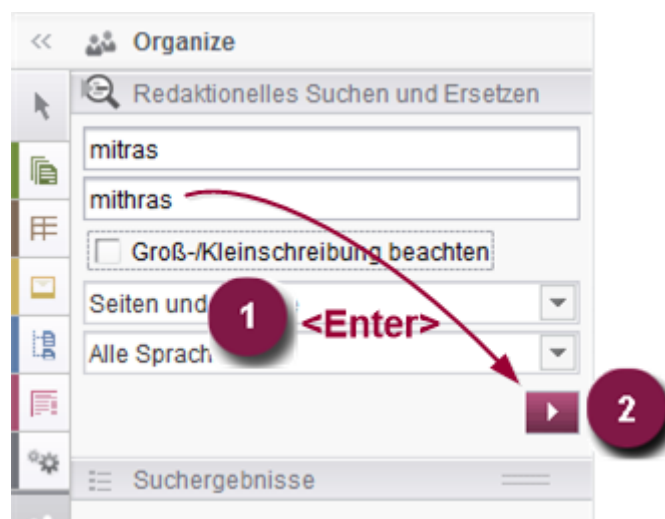 Organize
Redaktionelles Suchen und Ersetzen
mitras
mithras
Groß-/Kleinschreibung beachten
Seiten und
1
<Enter>
Alle Sprach
2
Suchergebnisse